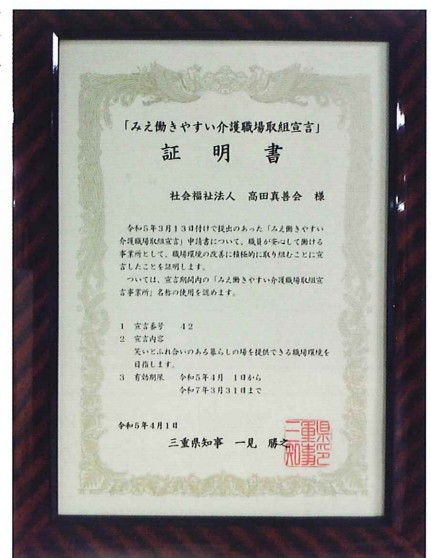 「みえ働きやすい介護職場取組宣言」
証明書
社会福祉法人 高田真善会 様
令和5年3月13日付けで提出のあった「みえ働きやすい
介護職場取組宣言」申請書について、職員が安心して働ける
事業所として、職場環境の改善に積極的に取り組むことに宣
言したことを証明します。
ついては、宣言期間内の「みえ働きやすい介護職場取組宣
言事業所」名称の使用を認めます。
1 宣言番号 42
2 宣言内容
笑いとふれ合いのある暮らしの場を提供できる職場環境を
目指します。
3 有効期限 令和5年4月 1日から
令和7年3月31日まで
令和5年4月1日
三重県知事 一見 勝之